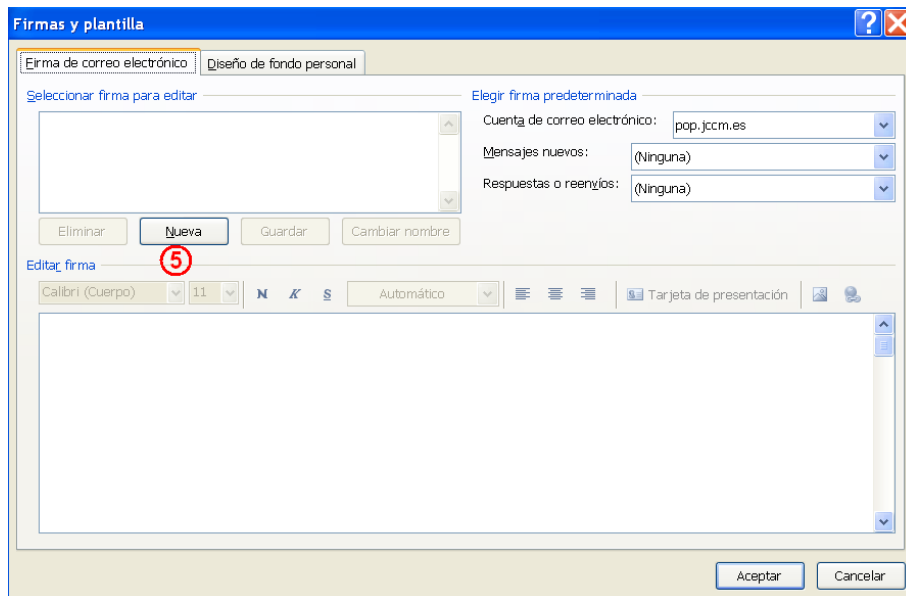 Firmas y plantilla
?
Firma de correo electrónico
Diseño de fondo personal
Seleccionar firma para editar
Elegir firma predeterminada
Cuenta de correo electrónico:
pop.jccm.es
Mensajes nuevos:
(Ninguna)
Respuestas o reenvíos:
(Ninguna)
Eliminar
Nueva
Guardar
Cambiar nombre
5
Editar firma
Calibri (Cuerpo)
11
N
K
S
Automático
Tarjeta de presentación
Aceptar
Cancelar